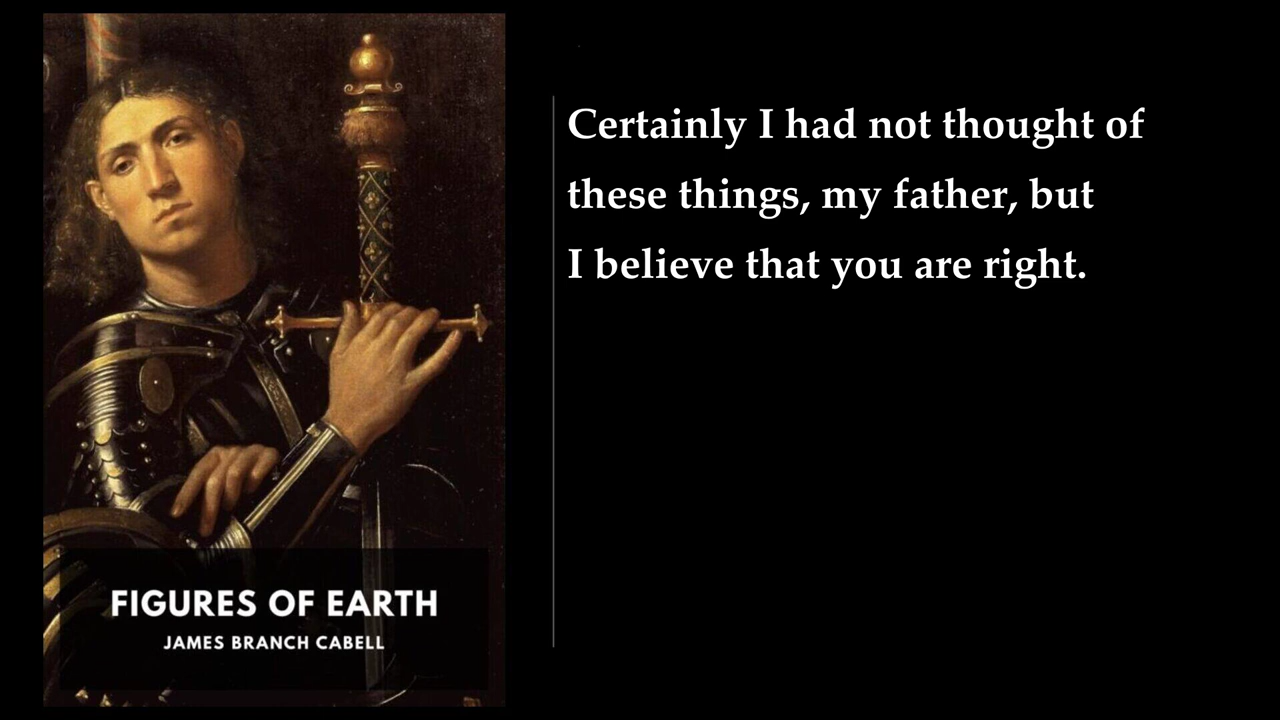 FIGURES OF EARTH
JAMES BRANCH CABELL
Certainly I had not thought of
these things, my father, but
I believe that you are right.